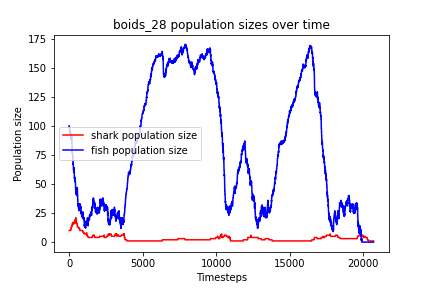 boids_28 population sizes over time
175
150
125
100
75
50
25
0
Population size
shark population size
fish population size
0 5000 10000 15000 20000
Timesteps